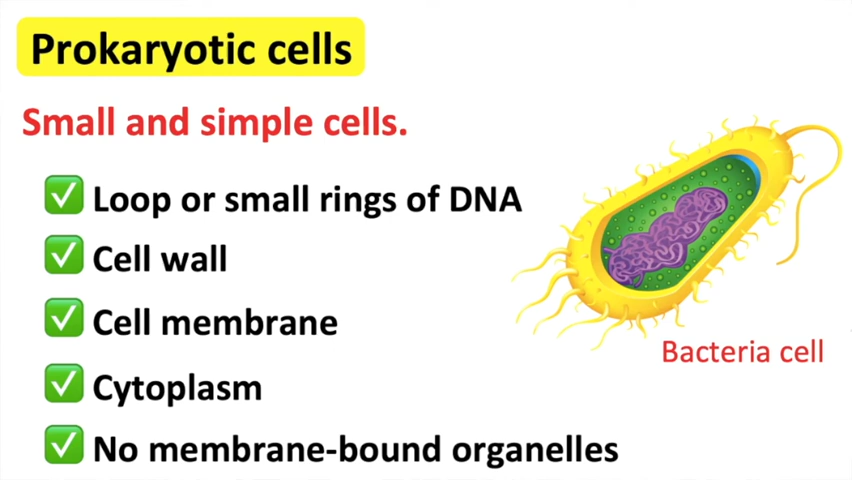 Prokaryotic cells
Small and simple cells.
Loop or small rings of DNA
Cell wall
Cell membrane
Cytoplasm
No membrane-bound organelles
Bacteria cell